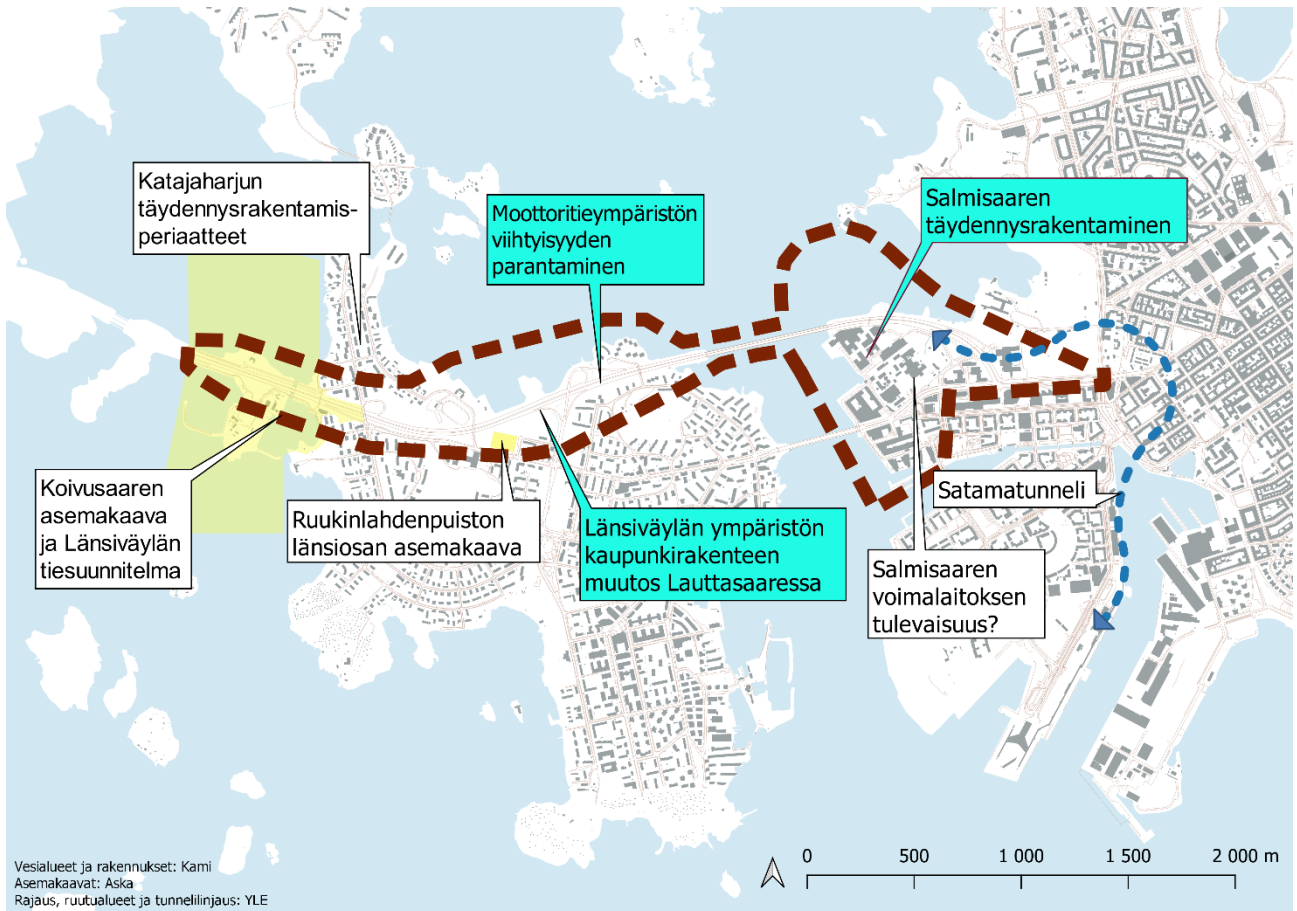 Katajaharjun
täydennysrakentamis-
periaatteet
Moottoritieympäristön
viihtyisyyden
parantaminen
Salmisaaren
täydennysrakentaminen
Koivusaaren
asemakaava
ja Länsiväylän
tiesuunnitelma
Ruukinlahdenpuiston
länsiosan asemakaava
Länsiväylän ympäristön
kaupunkirakenteen
muutos Lauttasaaressa
Satamatunneli
Salmisaaren
voimalaitoksen
tulevaisuus?
Vesialueet ja rakennukset: Kami
Asemakaavat: Aska
Rajaus, ruutualueet ja tunnelilinjaus: YLE
0 500 1 000 1 500 2 000 m